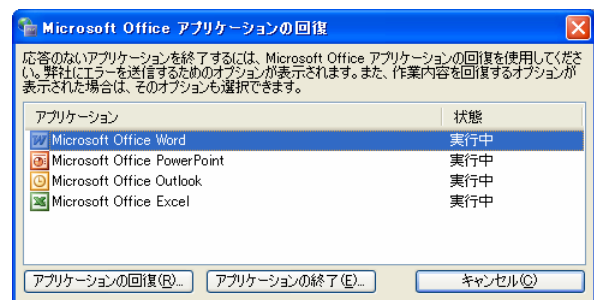 Microsoft Office アプリケーションの回復
応答のないアプリケーションを終了するには、Microsoft Office アプリケーションの回復を使用してくださ
い。弊社にエラーを送信するためのオプションが表示されます。また、作業内容を回復するオプションが
表示された場合は、そのオプションも選択できます。
アプリケーション 状態
Microsoft Office Word 実行中
Microsoft Office PowerPoint 実行中
Microsoft Office Outlook 実行中
Microsoft Office Excel 実行中
アプリケーションの回復(R)... アプリケーションの終了(E)... キャンセル(C)